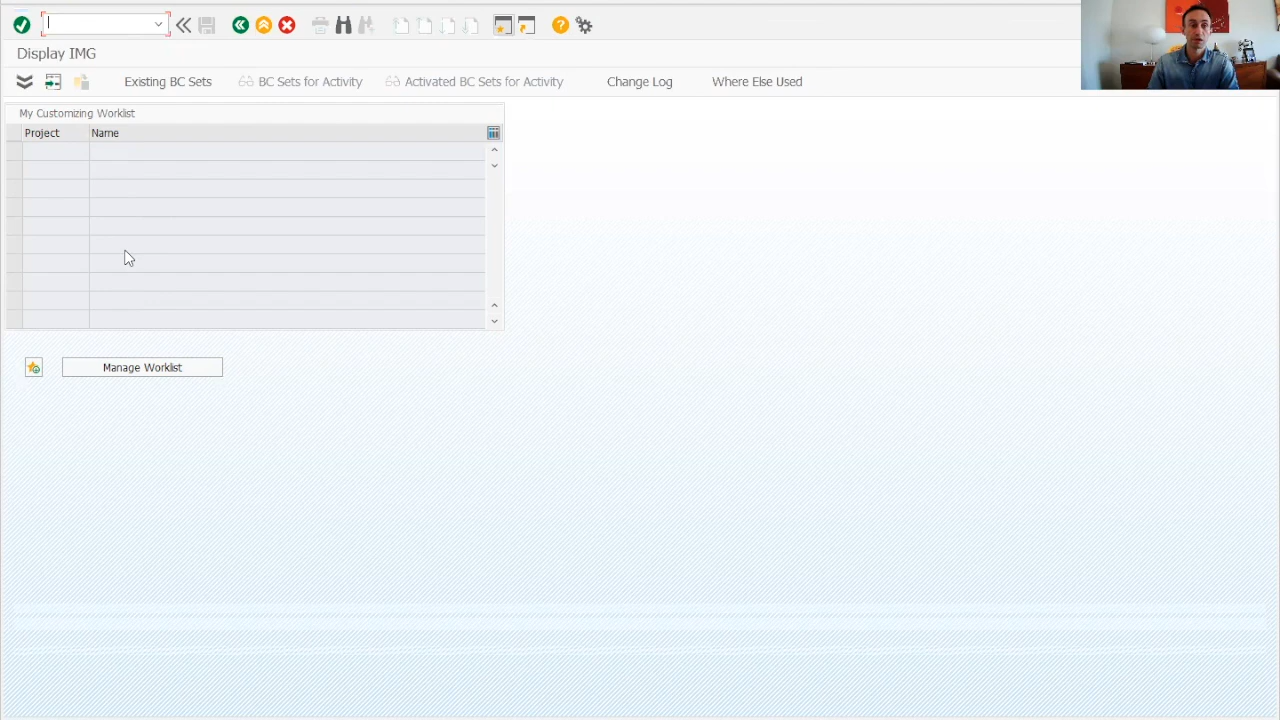 Display IMG
Existing BC Sets BC Sets for Activity Activated BC Sets for Activity Change Log Where Else Used
My Customizing Worklist
Project Name
Manage Worklist